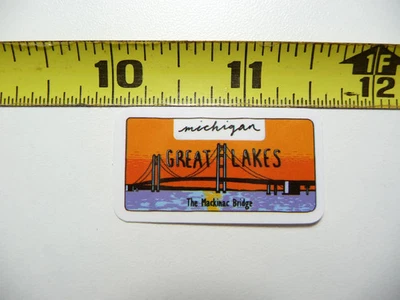 10 11 1F 12
michigan
GREAT LAKES
The Mackinac Bridge